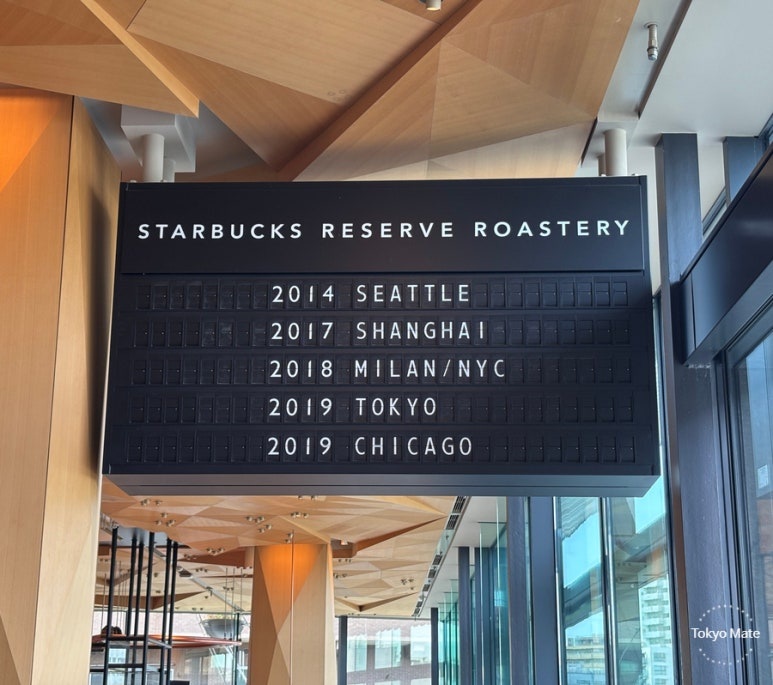 STARBUCKS RESERVE ROASTERY
2014 SEATTLE
2017 SHANGHAI
2018 MILAN/NYC
2019 TOKYO
2019 CHICAGO
Tokyo Mate